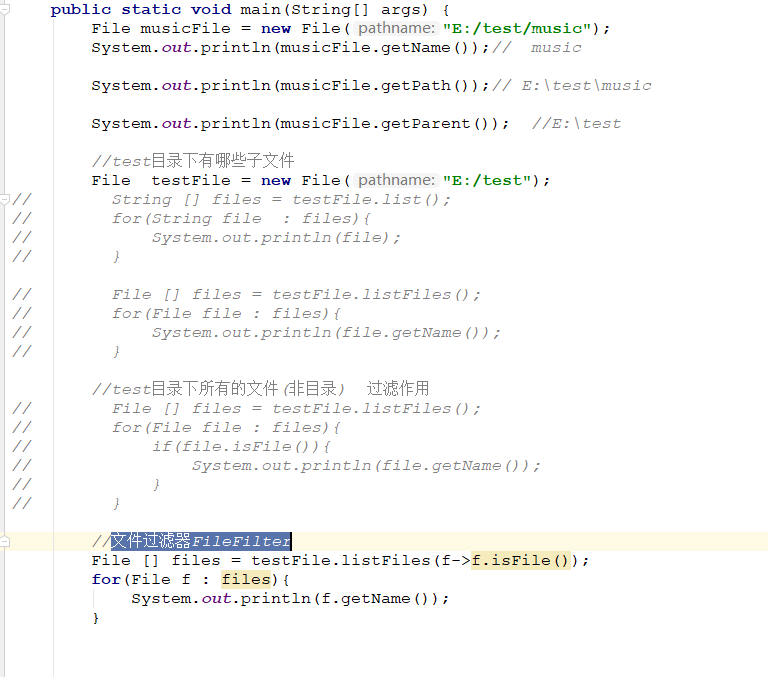 public static void main(String[] args) {
File musicFile = new File( pathname: "E:/test/music");
System.out.println(musicFile.getName());//  music
System.out.println(musicFile.getPath());// E:\test\music
System.out.println(musicFile.getParent());  //E:\test
//test目录下有哪些子文件
File  testFile = new File( pathname: "E:/test");
//        String [] files = testFile.list();
//        for(String file  : files){
//            System.out.println(file);
//        }
//        File [] files = testFile.listFiles();
//        for(File file : files){
//            System.out.println(file.getName());
//        }
//test目录下所有的文件(非目录)  过滤作用
//        File [] files = testFile.listFiles();
//        for(File file : files){
//            if(file.isFile()){
//                System.out.println(file.getName());
//            }
//        }
//文件过滤器FileFilter
File [] files = testFile.listFiles(f->f.isFile());
for(File f : files){
System.out.println(f.getName());
}